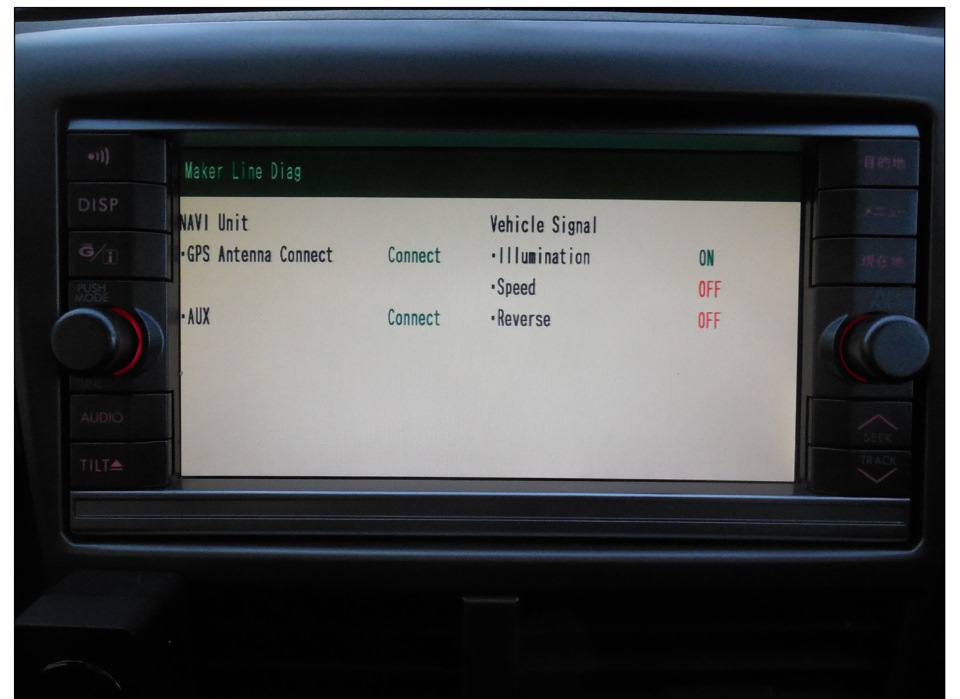 Maker Line Diag
NAVI Unit
・GPS Antenna Connect Connect
・AUX Connect
Vehicle Signal
・Illumination ON
・Speed OFF
・Reverse OFF
DISP
G/i
PUSH
MODE
TUNE
AUDIO
TILT
目的地
メニュー
現在地
SEEK
TRACK